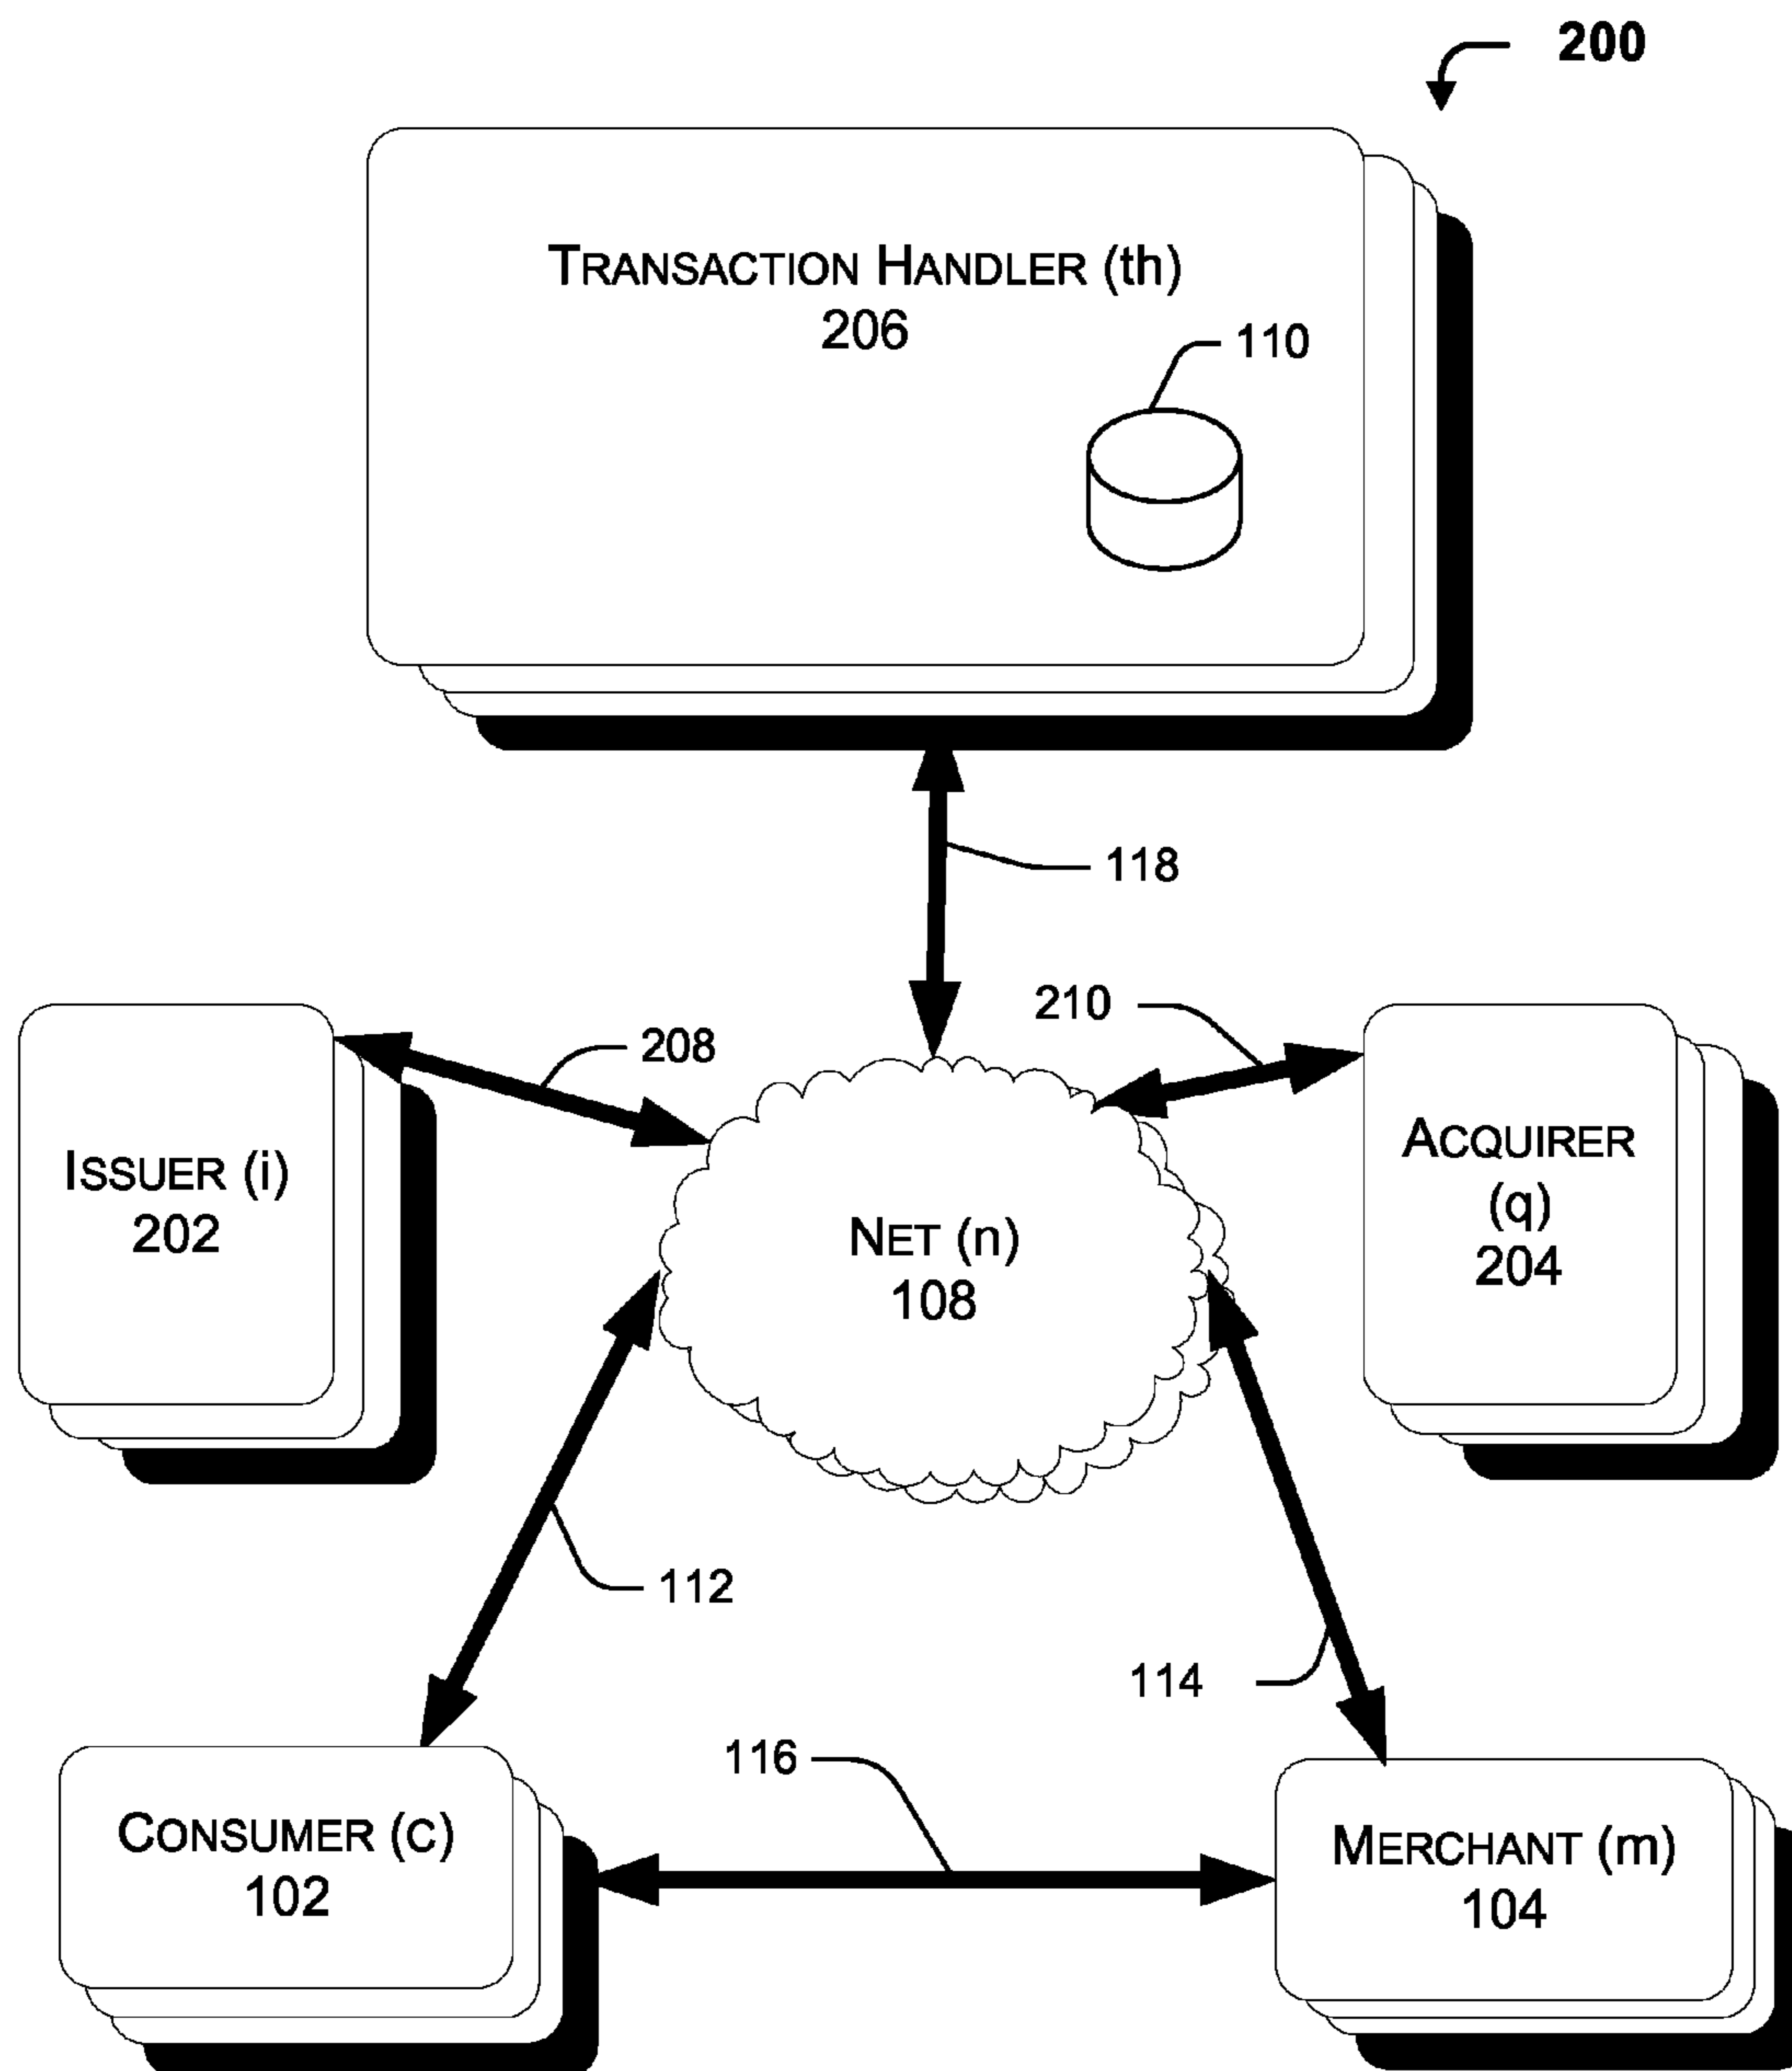 200
TRANSACTION HANDLER (th)
206
110
118
210
208
ISSUER (i)
202
ACQUIRER
(q)
204
NET (n)
108
112
114
116
CONSUMER (C)
102
MERCHANT (m)
104